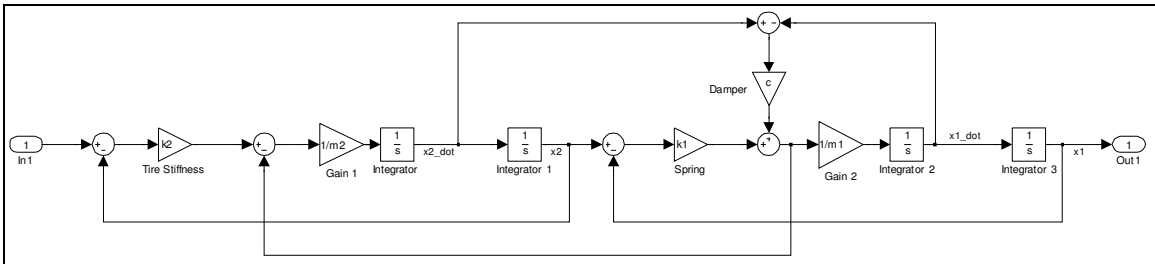 + -
c
Damper
1
In1
+
-
k2
Tire Stiffness
+
-
1/m2
Gain 1
1
s
Integrator
x2_dot
1
s
Integrator 1
x2
+
-
k1
Spring
+
+
1/m1
Gain 2
1
s
Integrator 2
x1_dot
1
s
Integrator 3
x1
1
Out1